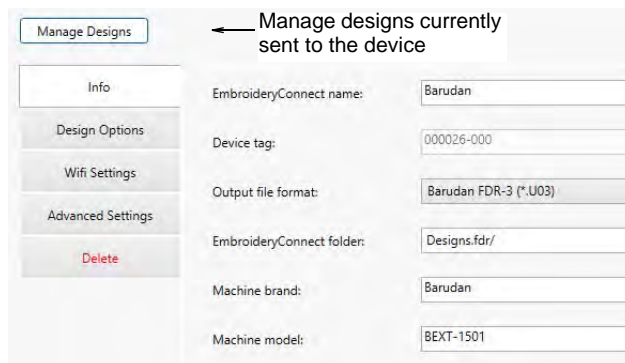 Manage Designs
Manage designs currently
sent to the device
Info
Design Options
Wifi Settings
Advanced Settings
Delete
EmbroideryConnect name:
Barudan
Device tag:
000026-000
Output file format:
Barudan FDR-3 (*.U03)
EmbroideryConnect folder:
Designs.fdr/
Machine brand:
Barudan
Machine model:
BEXT-1501